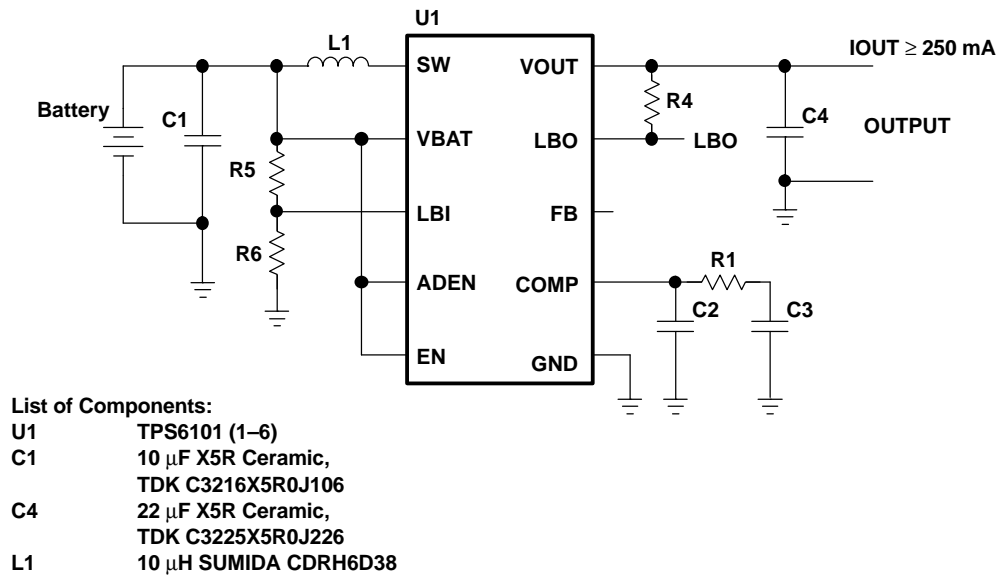 U1
L1
SW
VOUT
IOUT ≥ 250 mA
Battery
C1
R4
C4
OUTPUT
VBAT
LBO
LBO
R5
LBI
FB
R6
R1
ADEN
COMP
C2
C3
EN
GND
List of Components:
U1 TPS6101 (1–6)
C1 10 μF X5R Ceramic,
TDK C3216X5R0J106
C4 22 μF X5R Ceramic,
TDK C3225X5R0J226
L1 10 μH SUMIDA CDRH6D38